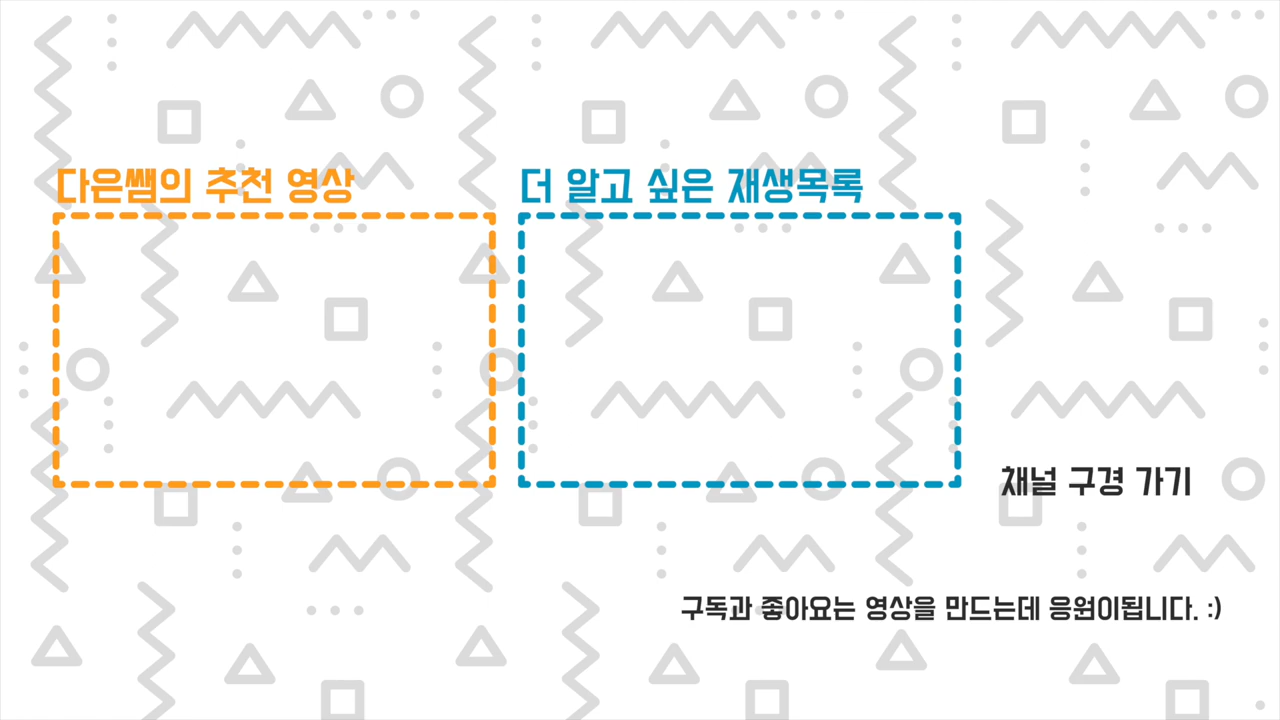 다은쌤의 추천 영상
더 알고 싶은 재생목록
채널 구경 가기
구독과 좋아요는 영상을 만드는데 응원이됩니다. :)